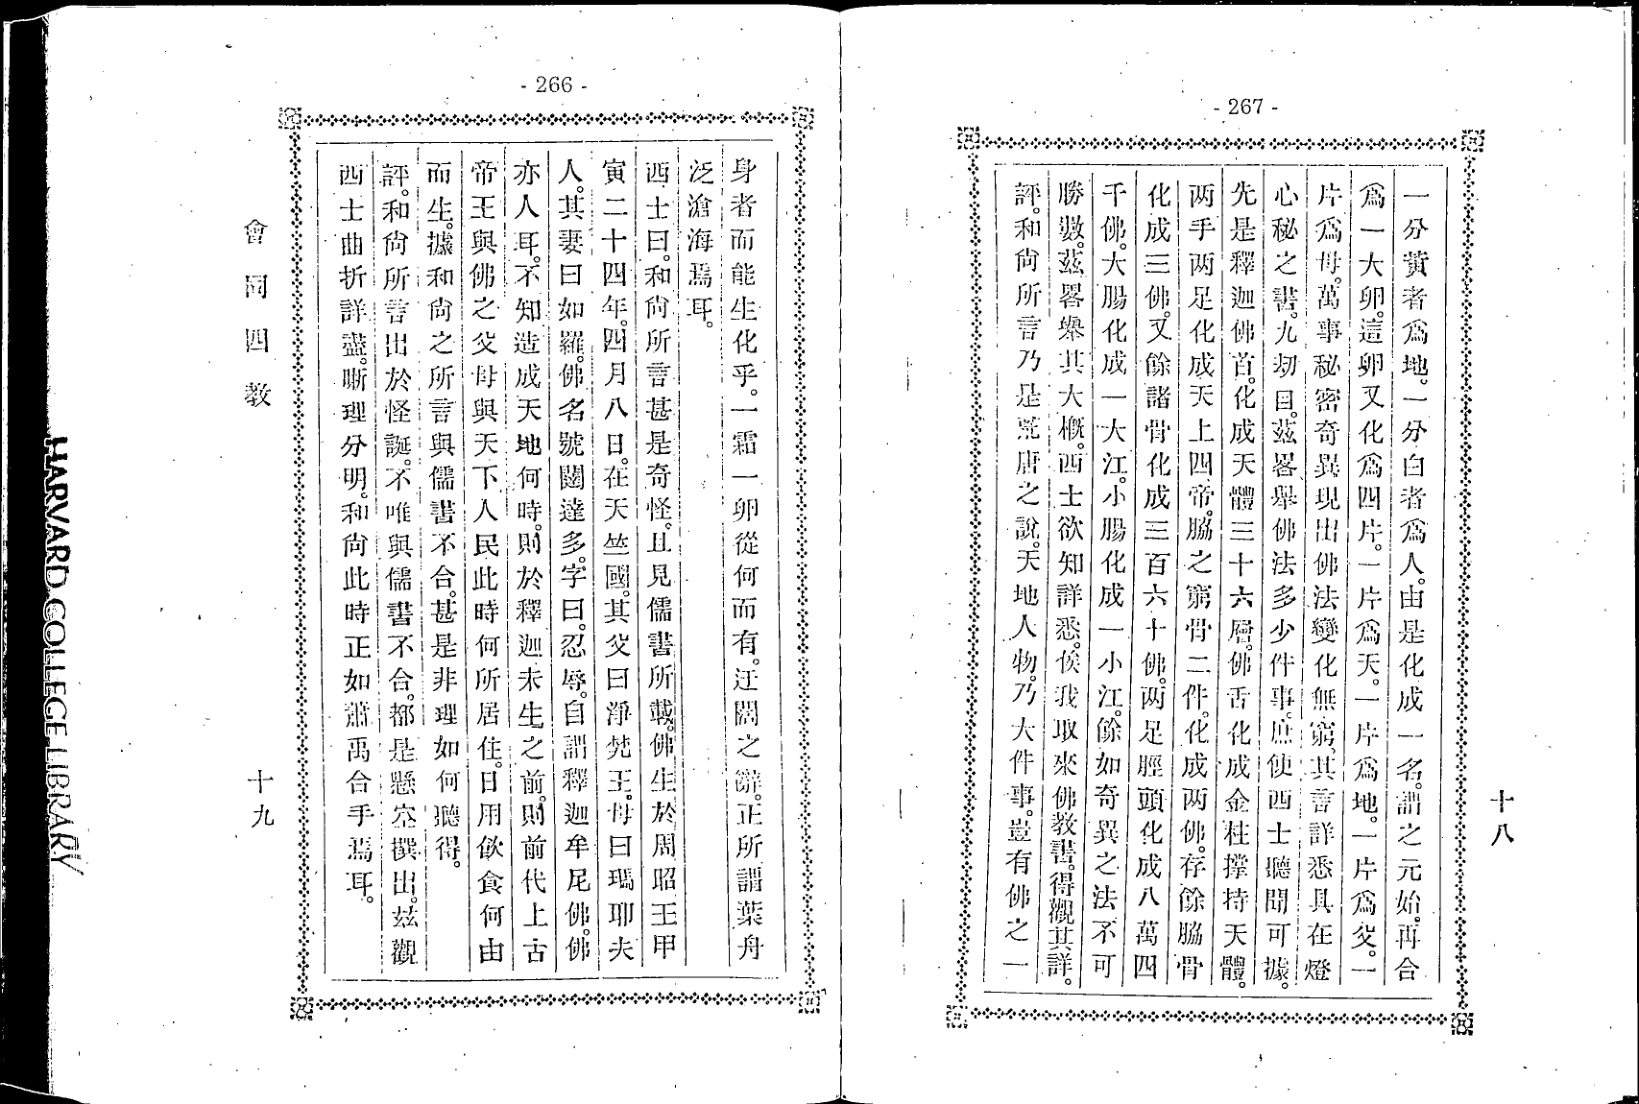 - 267 -
一分黃者爲地。一分白者爲人。由是化成一名。謂之元始。再合
爲一大卵。這卵又化爲四片。一片爲天。一片爲地。一片爲父。一
片爲母。萬事秘密奇異現出佛法變化無窮。其言詳悉具在燈
心秘之書。九刧曰。茲畧舉佛法多少件事。庶使西士聽聞可據。
先是釋迦佛首。化成天體三十六層。佛舌化成金柱撑持天體。
两手两足化成天上四帝。脇之窮骨二件。化成两佛。存餘脇骨
化成三佛。又餘諸骨化成三百六十佛。两足脛頭化成八萬四
千佛。大腸化成一大江。小腸化成一小江。餘如奇異之法不可
勝數。茲畧舉其大槪。西士欲知詳悉。俟我取來佛教書。得觀其詳。
評。和尙所言乃是荒唐之說。天地人物。乃大件事。豈有佛之一
十八
- 266 -
身者而能生化乎。一霜一卵從何而有。迂闊之辭。正所謂葉舟
泛滄海焉耳。
西士曰。和尙所言甚是奇怪。且見儒書所載。佛生於周昭王甲
寅二十四年。四月八日。在天竺國。其父曰淨梵王。母曰瑪耶夫
人。其妻曰如羅。佛名號闥達多。字曰。忍辱。自謂釋迦牟尼佛。佛
亦人耳。不知造成天地何時。則於釋迦未生之前。則前代上古
帝王與佛之父母與天下人民此時何所居住。日用飲食何由
而生。據和尙之所言與儒書不合。甚是非理如何聽得。
評。和尙所言出於怪誕。不唯與儒書不合。都是懸空撰出。玆觀
西士曲折詳盡。晰理分明。和尙此時正如蕭禹合手焉耳。
會同四教
十九
HARVARD COLLEGE LIBRARY